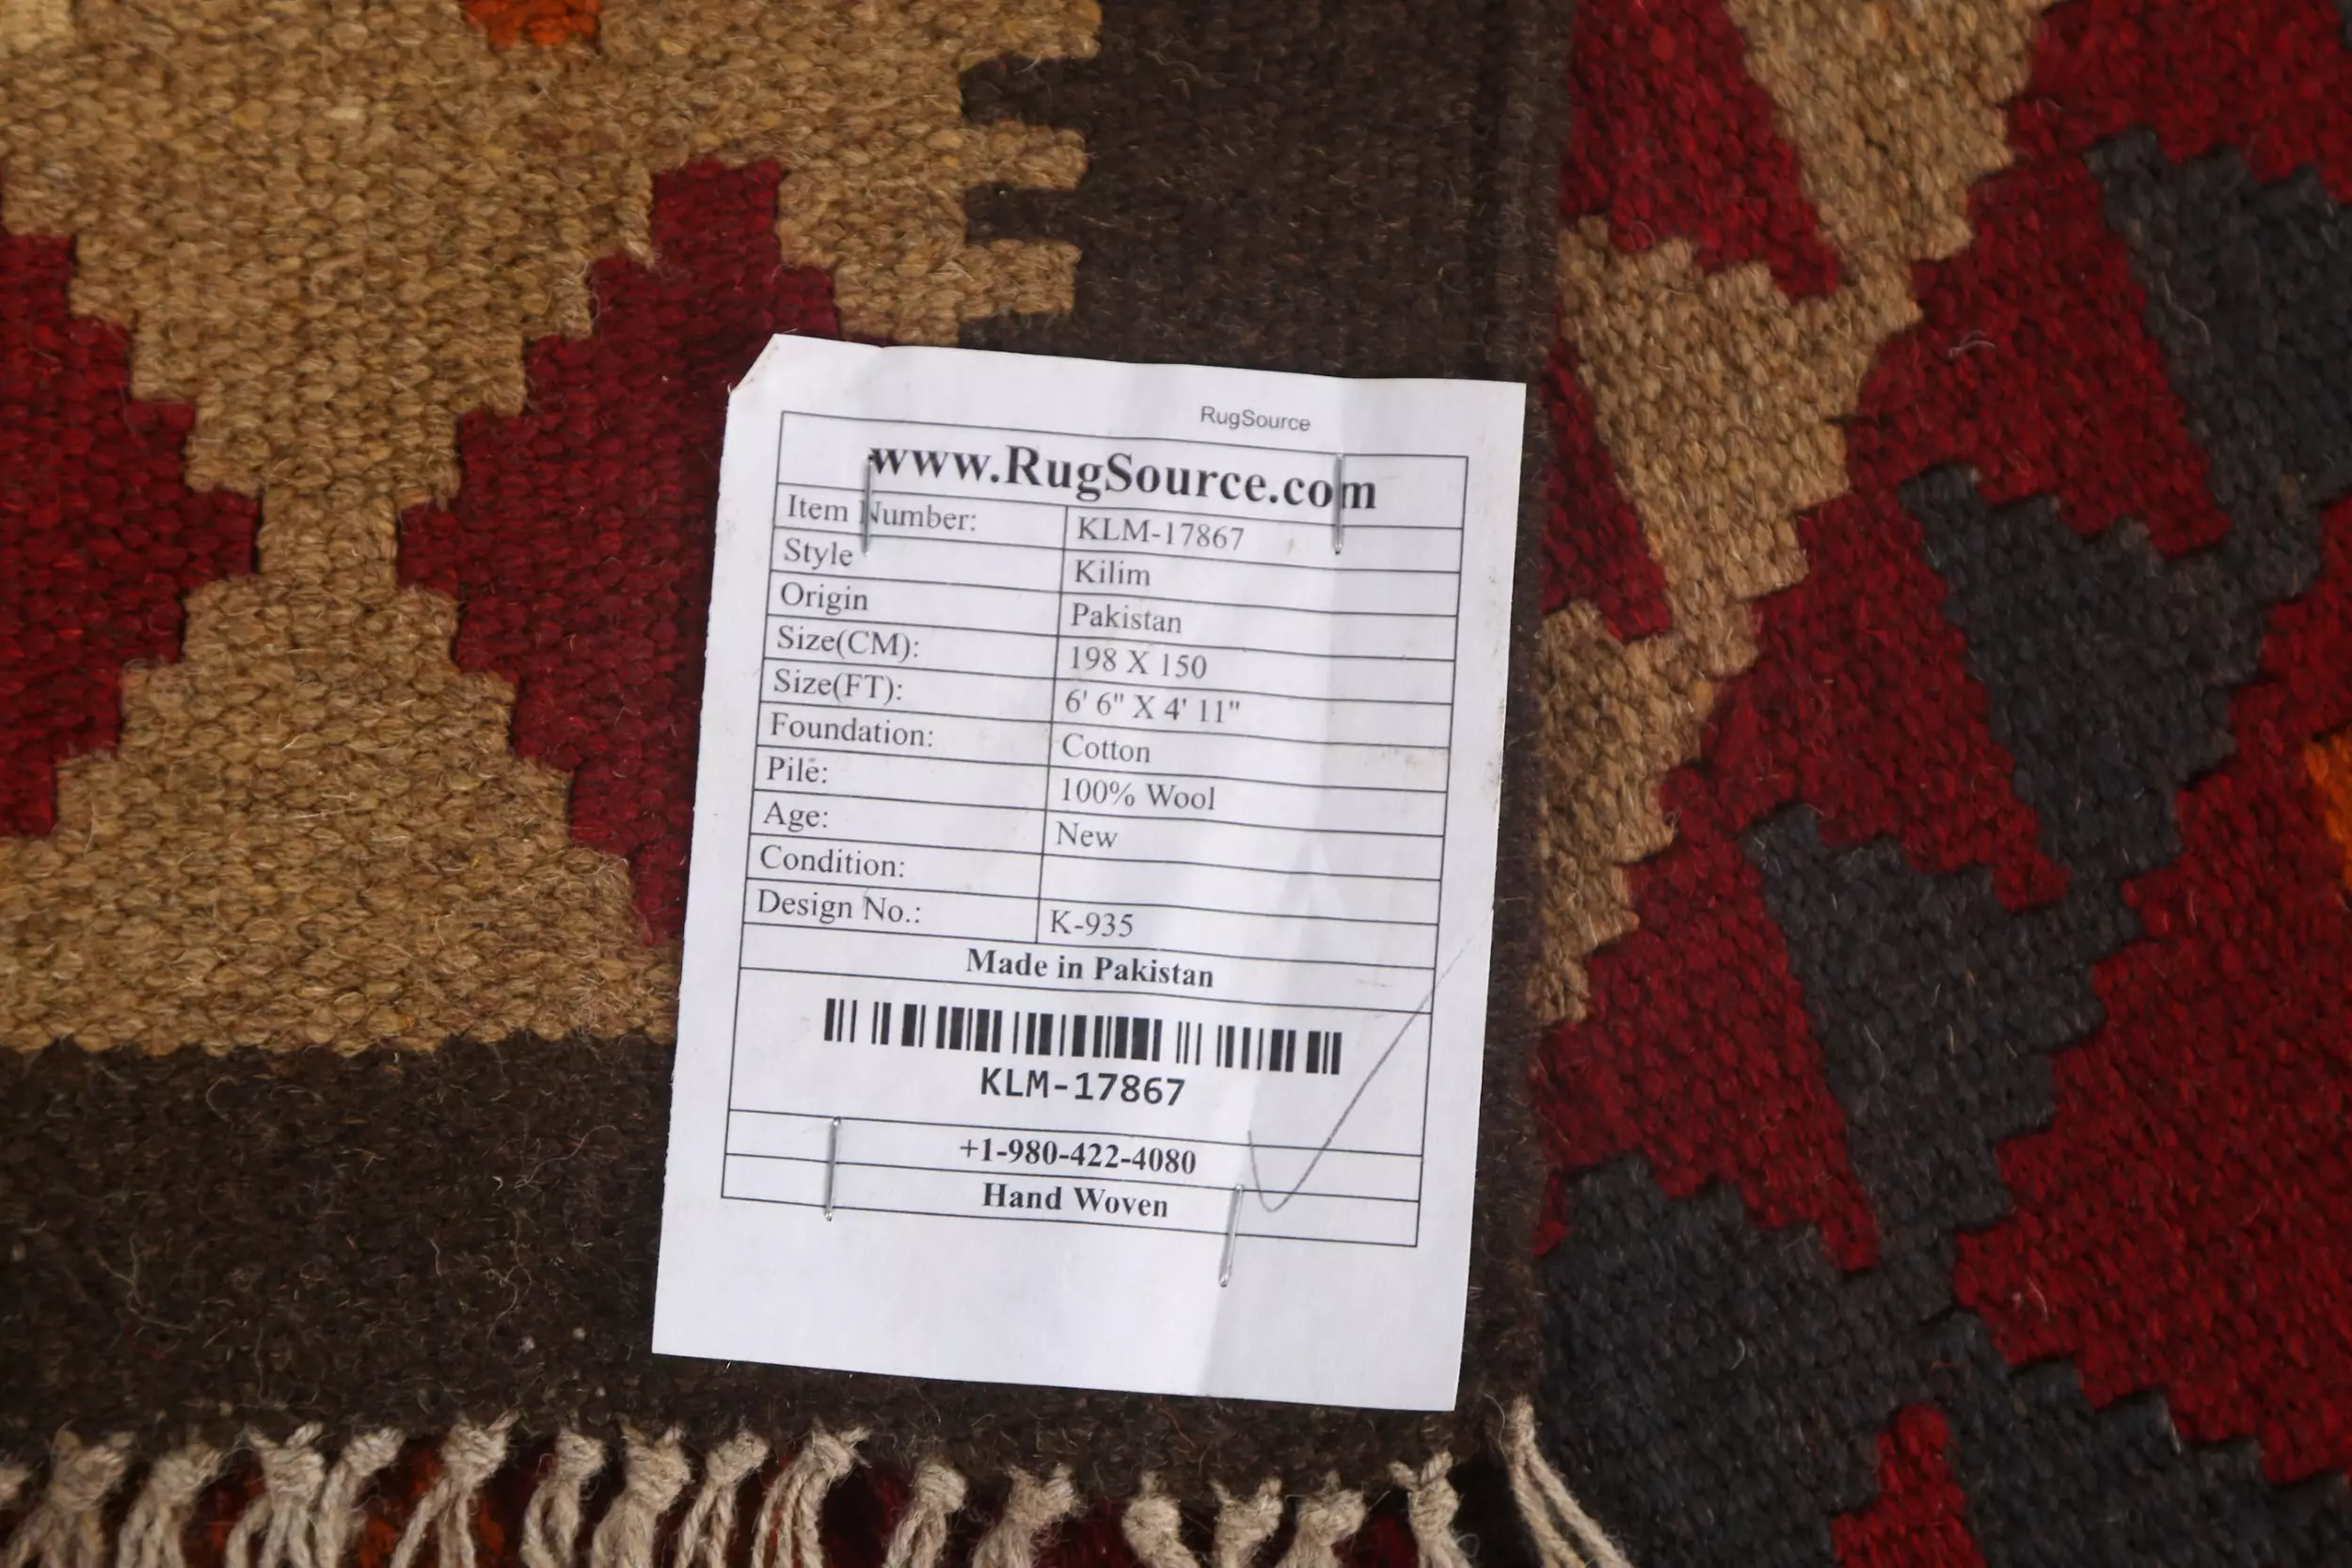 RugSource
www.RugSource.com
Item Number: KLM-17867
Style Kilim
Origin Pakistan
Size(CM): 198 X 150
Size(FT): 6' 6" X 4' 11"
Foundation: Cotton
Pile: 100% Wool
Age: New
Condition:
Design No.: K-935
Made in Pakistan
KLM-17867
+1-980-422-4080
Hand Woven